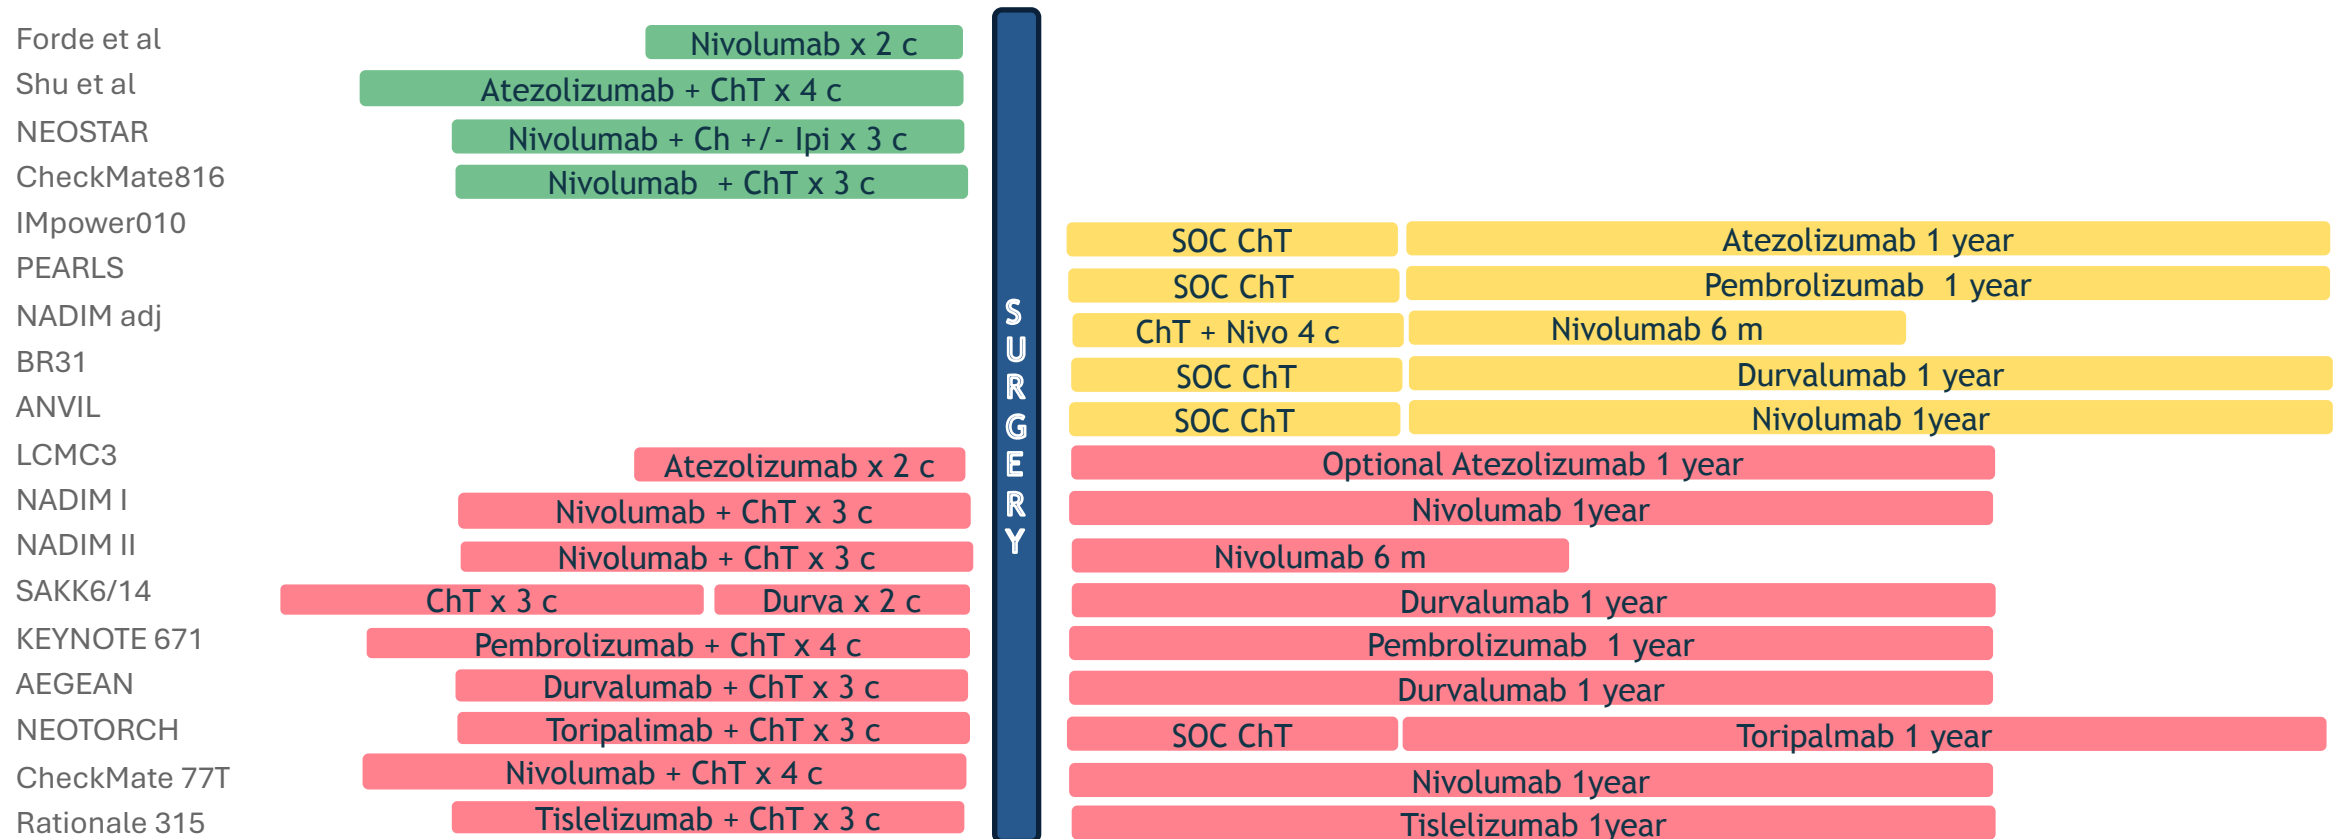 Forde et al
Nivolumab x 2 c
Shu et al
Atezolizumab + ChT x 4 c
NEOSTAR
Nivolumab + Ch +/- Ipi x 3 c
CheckMate816
Nivolumab + ChT x 3 c
IMpower010
SOC ChT
Atezolizumab 1 year
PEARLS
SOC ChT
Pembrolizumab 1 year
NADIM adj
ChT + Nivo 4 c
Nivolumab 6 m
BR31
SOC ChT
Durvalumab 1 year
ANVIL
SOC ChT
Nivolumab 1year
LCMC3
Atezolizumab x 2 c
Optional Atezolizumab 1 year
NADIM I
Nivolumab + ChT x 3 c
Nivolumab 1year
NADIM II
Nivolumab + ChT x 3 c
Nivolumab 6 m
SAKK6/14
ChT x 3 c
Durva x 2 c
Durvalumab 1 year
KEYNOTE 671
Pembrolizumab + ChT x 4 c
Pembrolizumab 1 year
AEGEAN
Durvalumab + ChT x 3 c
Durvalumab 1 year
NEOTORCH
Toripalimab + ChT x 3 c
SOC ChT
Toripalmab 1 year
CheckMate 77T
Nivolumab + ChT x 4 c
Nivolumab 1year
Rationale 315
Tislelizumab + ChT x 3 c
Tislelizumab 1year
SURGERY